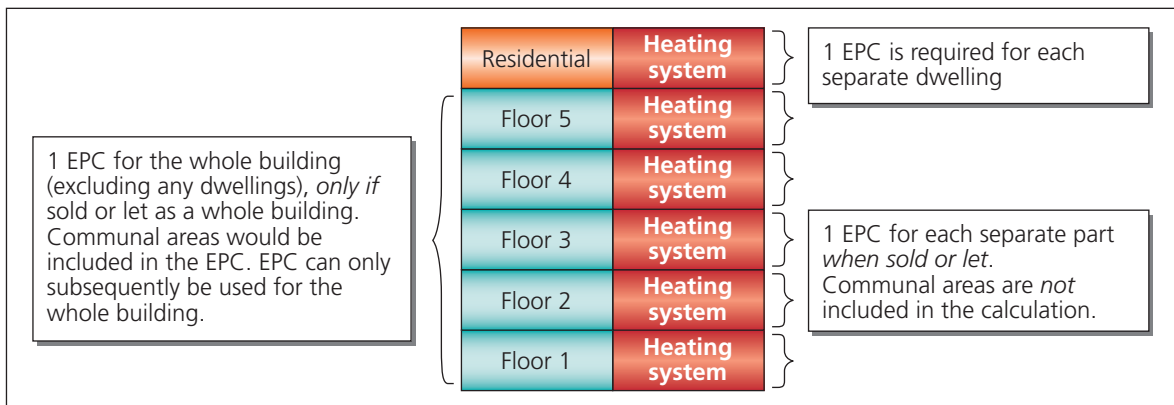 1 EPC for the whole building
(excluding any dwellings), only if
sold or let as a whole building.
Communal areas would be
included in the EPC. EPC can only
subsequently be used for the
whole building.
Residential
Heating
system
Floor 5
Heating
system
Floor 4
Heating
system
Floor 3
Heating
system
Floor 2
Heating
system
Floor 1
Heating
system
1 EPC is required for each
separate dwelling
1 EPC for each separate part
when sold or let.
Communal areas are not
included in the calculation.